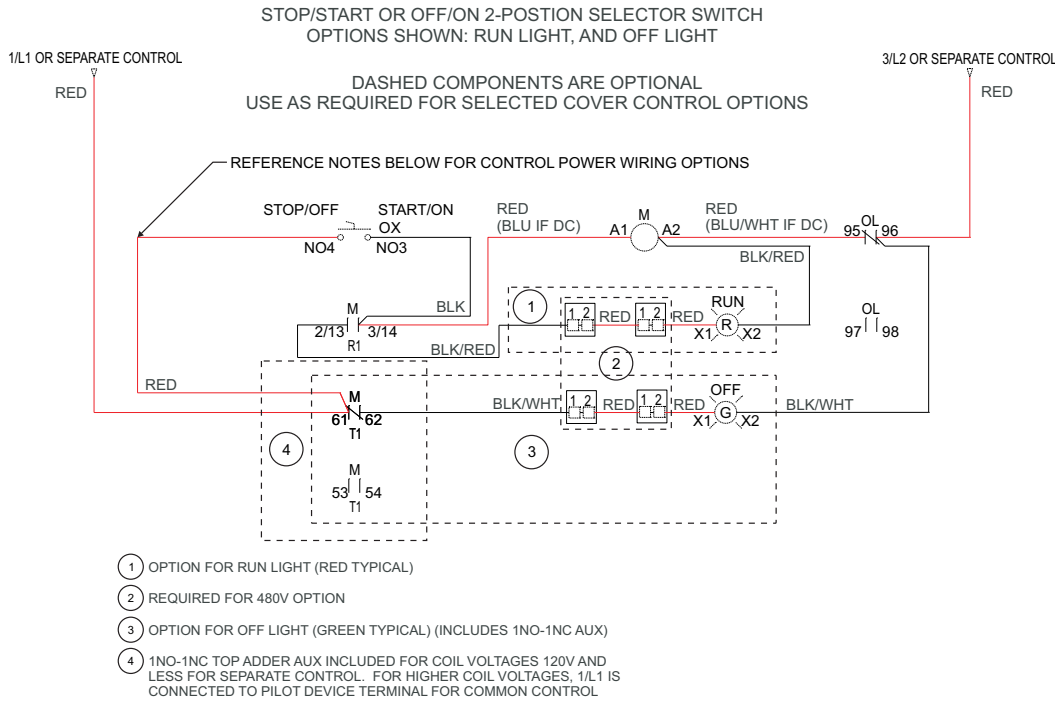 STOP/START OR OFF/ON 2-POSTION SELECTOR SWITCH
OPTIONS SHOWN: RUN LIGHT, AND OFF LIGHT
1/L1 OR SEPARATE CONTROL
3/L2 OR SEPARATE CONTROL
DASHED COMPONENTS ARE OPTIONAL
USE AS REQUIRED FOR SELECTED COVER CONTROL OPTIONS
RED
RED
REFERENCE NOTES BELOW FOR CONTROL POWER WIRING OPTIONS
STOP/OFF
START/ON
OX
NO4
NO3
RED
(BLU IF DC)
M
A1
A2
RED
(BLU/WHT IF DC)
OL
95
96
BLK/RED
M
2/13
3/14
R1
BLK
BLK/RED
1
1 2
RED
1 2
RED
RUN
R
X1
X2
OL
97
98
2
RED
M
61
62
T1
BLK/WHT
1 2
RED
1 2
RED
OFF
G
X1
X2
BLK/WHT
4
3
M
53
54
T1
1 OPTION FOR RUN LIGHT (RED TYPICAL)
2 REQUIRED FOR 480V OPTION
3 OPTION FOR OFF LIGHT (GREEN TYPICAL) (INCLUDES 1NO-1NC AUX)
4 1NO-1NC TOP ADDER AUX INCLUDED FOR COIL VOLTAGES 120V AND
LESS FOR SEPARATE CONTROL. FOR HIGHER COIL VOLTAGES, 1/L1 IS
CONNECTED TO PILOT DEVICE TERMINAL FOR COMMON CONTROL